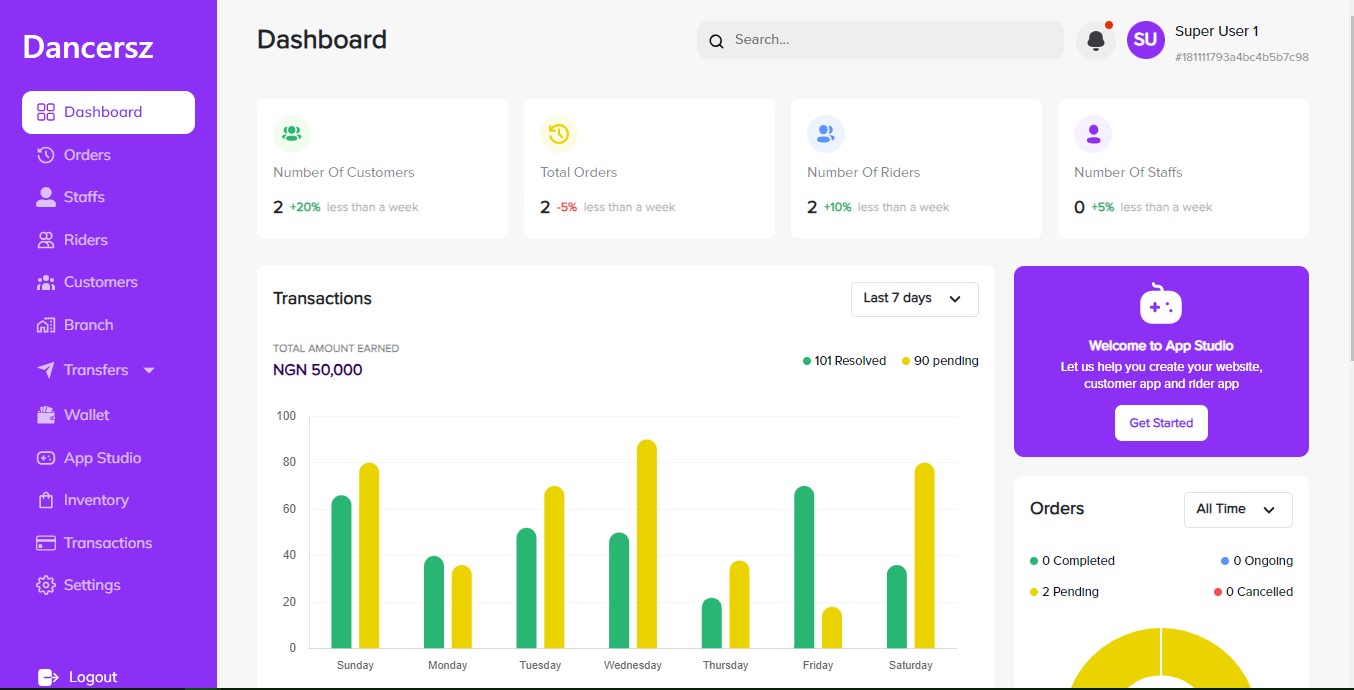 Dancersz
Dashboard
Orders
Staffs
Riders
Customers
Branch
Transfers
Wallet
App Studio
Inventory
Transactions
Settings
Logout
Dashboard
Search...
SU
Super User 1
#181111793a4bc4b5b7c98
Number Of Customers
2 +20% less than a week
Total Orders
2 -5% less than a week
Number Of Riders
2 +10% less than a week
Number Of Staffs
0 +5% less than a week
Transactions
Last 7 days
TOTAL AMOUNT EARNED
NGN 50,000
101 Resolved 90 pending
100
80
60
40
20
0
Sunday Monday Tuesday Wednesday Thursday Friday Saturday
Welcome to App Studio
Let us help you create your website,
customer app and rider app
Get Started
Orders
All Time
0 Completed 0 Ongoing
2 Pending 0 Cancelled